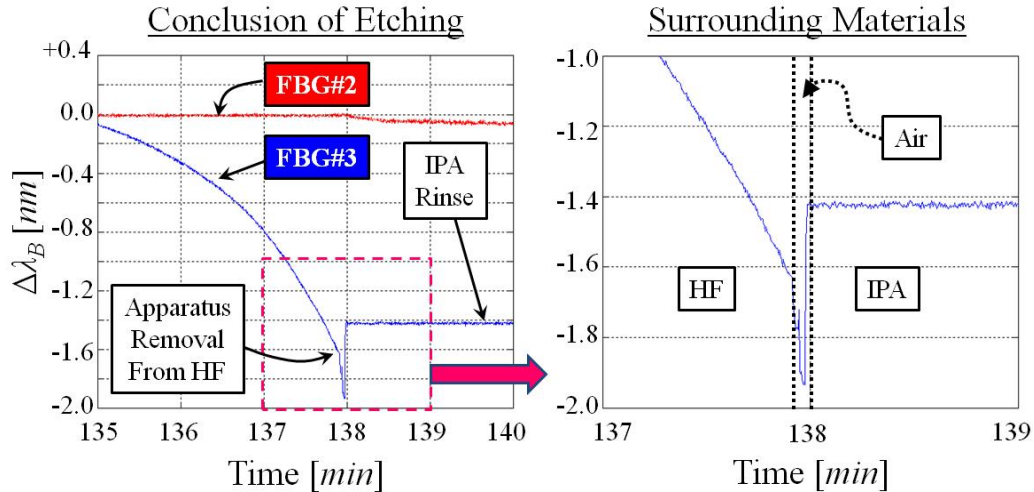 Conclusion of Etching
+0.4
0.0
-0.4
-0.8
-1.2
-1.6
-2.0
Δλ_B [nm]
FBG#2
FBG#3
IPA
Rinse
Apparatus
Removal
From HF
135 136 137 138 139 140
Time [min]
Surrounding Materials
-1.0
-1.2
-1.4
-1.6
-1.8
-2.0
Air
HF
IPA
137 138 139
Time [min]